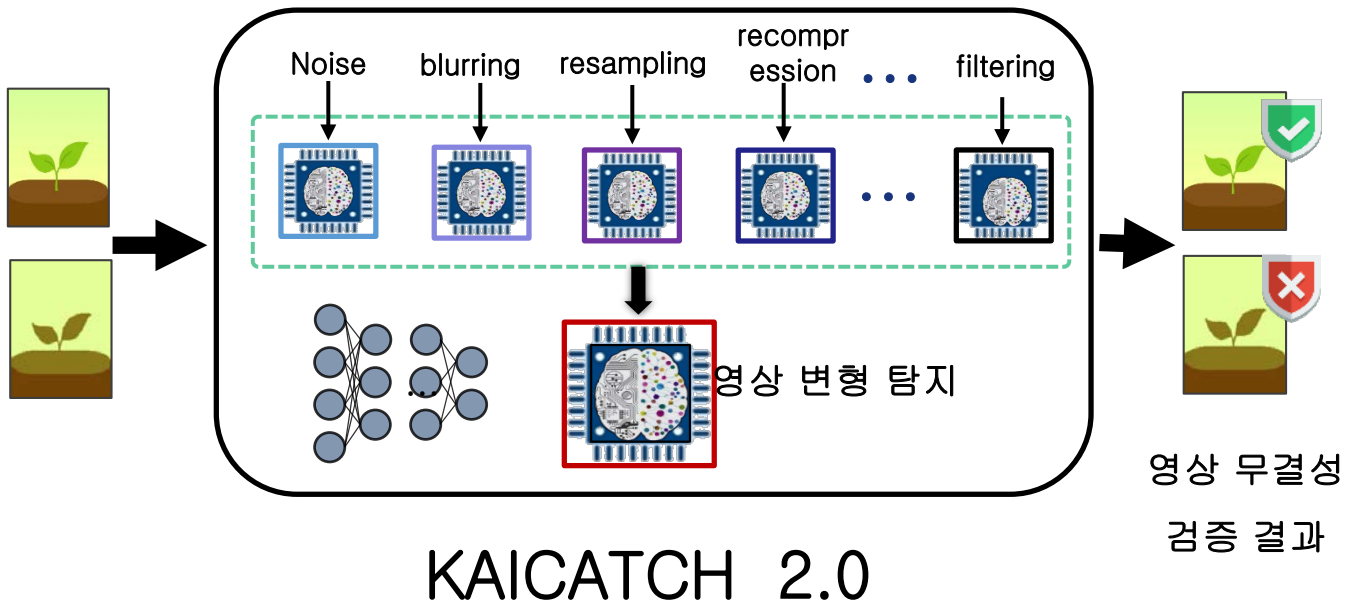 Noise
blurring
resampling
recompr
ession
...
filtering
...
...
영상 변형 탐지
영상 무결성
검증 결과
KAICATCH 2.0